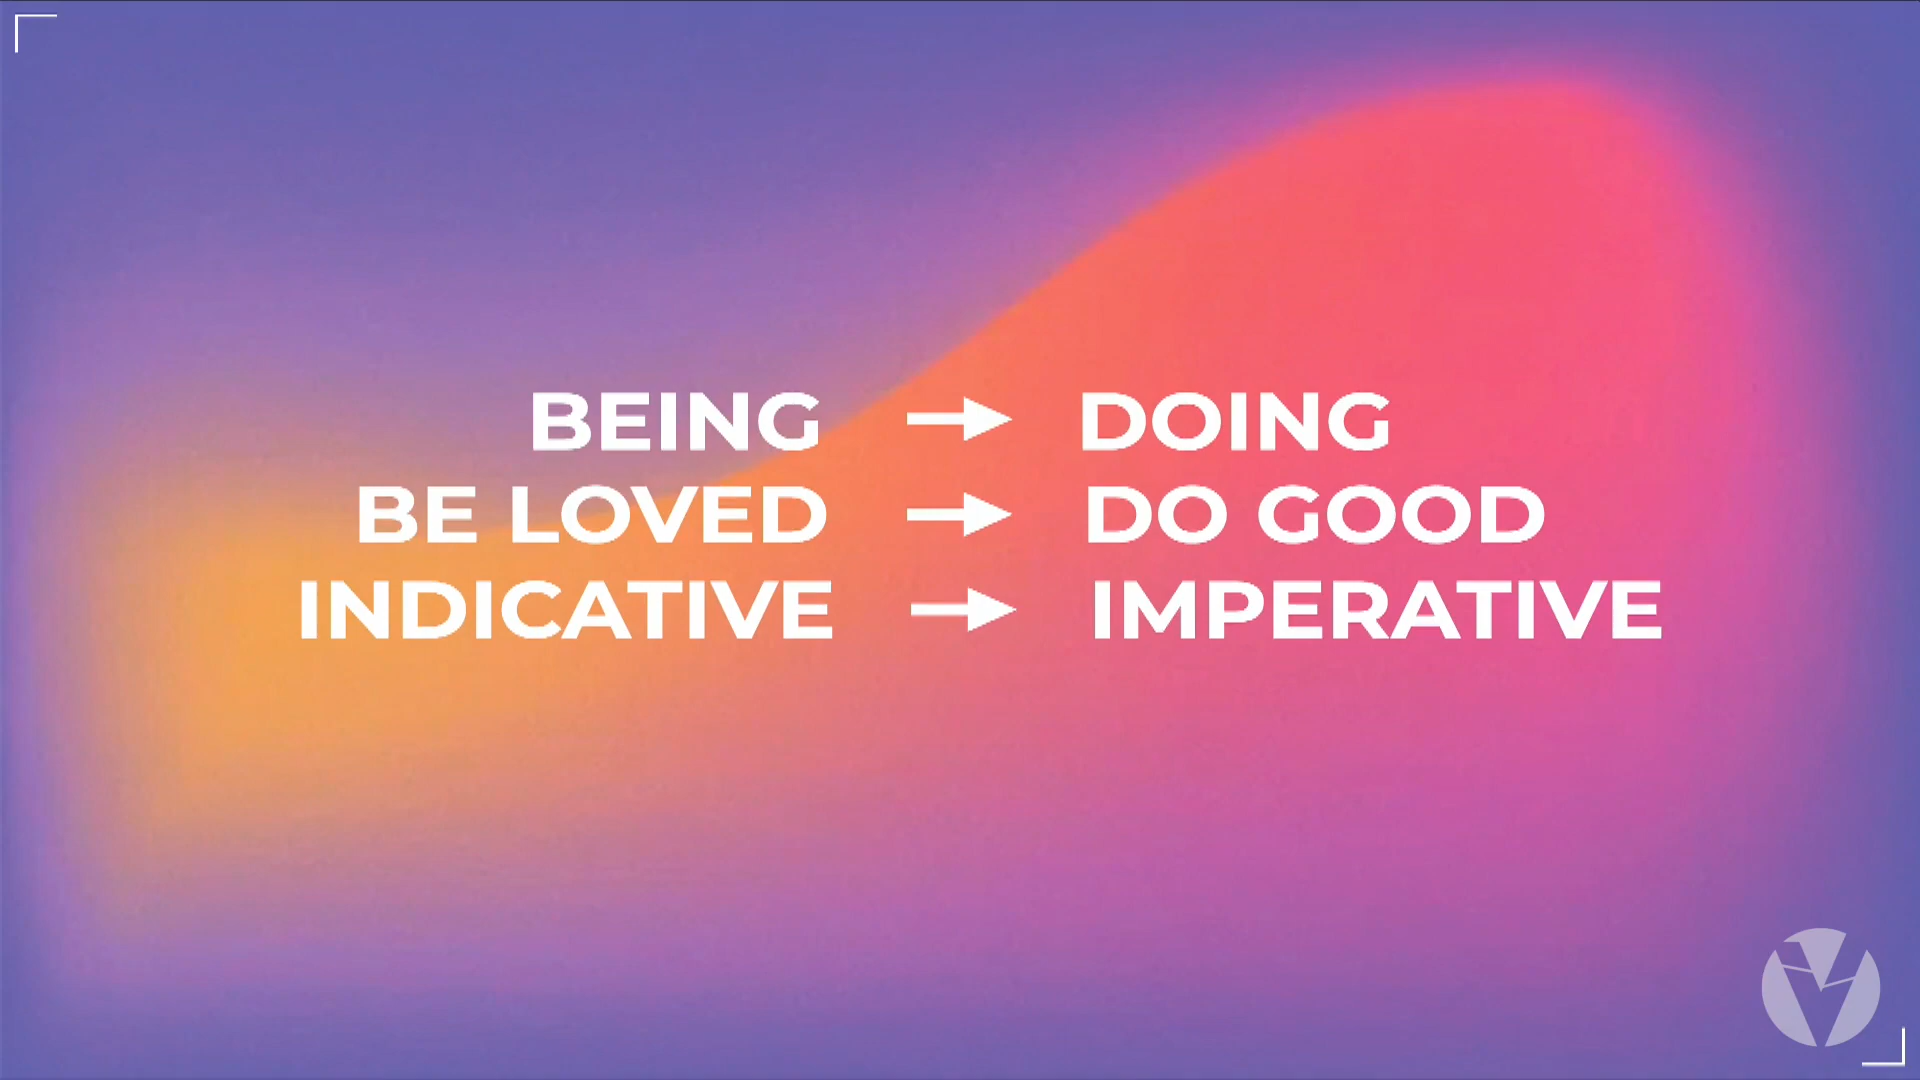 BEING → DOING
BE LOVED → DO GOOD
INDICATIVE → IMPERATIVE